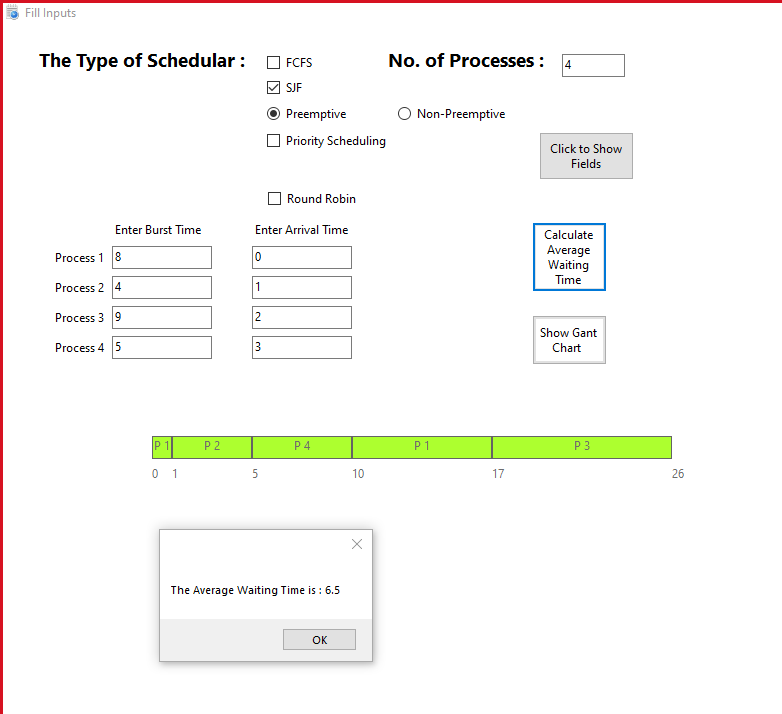 Fill Inputs
The Type of Schedular :
FCFS
No. of Processes :
4
SJF
Preemptive
Non-Preemptive
Priority Scheduling
Click to Show
Fields
Round Robin
Enter Burst Time
Enter Arrival Time
Process 1
8
0
Process 2
4
1
Process 3
9
2
Process 4
5
3
Calculate
Average
Waiting
Time
Show Gant
Chart
P 1
P 2
P 4
P 1
P 3
0
1
5
10
17
26
The Average Waiting Time is : 6.5
OK